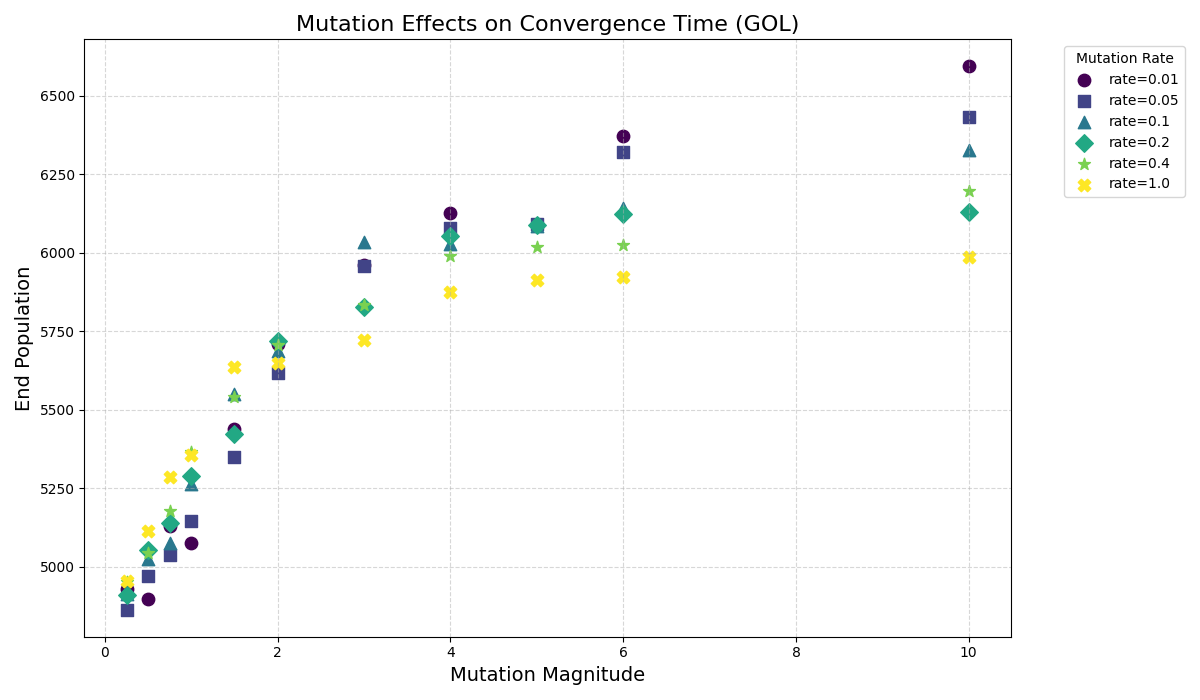 Mutation Effects on Convergence Time (GOL)
End Population
6500
6250
6000
5750
5500
5250
5000
0 2 4 6 8 10
Mutation Magnitude
Mutation Rate
rate=0.01
rate=0.05
rate=0.1
rate=0.2
rate=0.4
rate=1.0